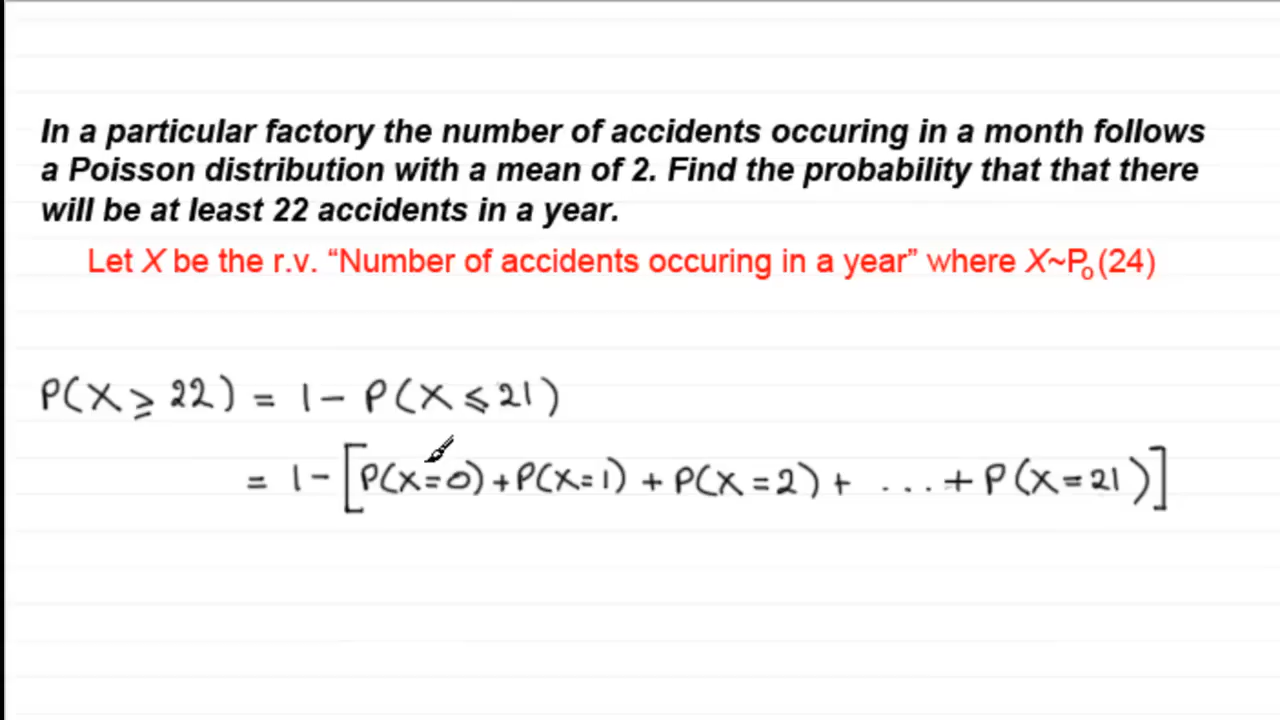 In a particular factory the number of accidents occuring in a month follows
a Poisson distribution with a mean of 2. Find the probability that that there
will be at least 22 accidents in a year.
Let X be the r.v. “Number of accidents occuring in a year” where X~Po(24)
P(X ≥ 22) = 1 - P(X ≤ 21)
= 1 - [P(X=0) + P(X=1) + P(X=2) + ... + P(X=21)]